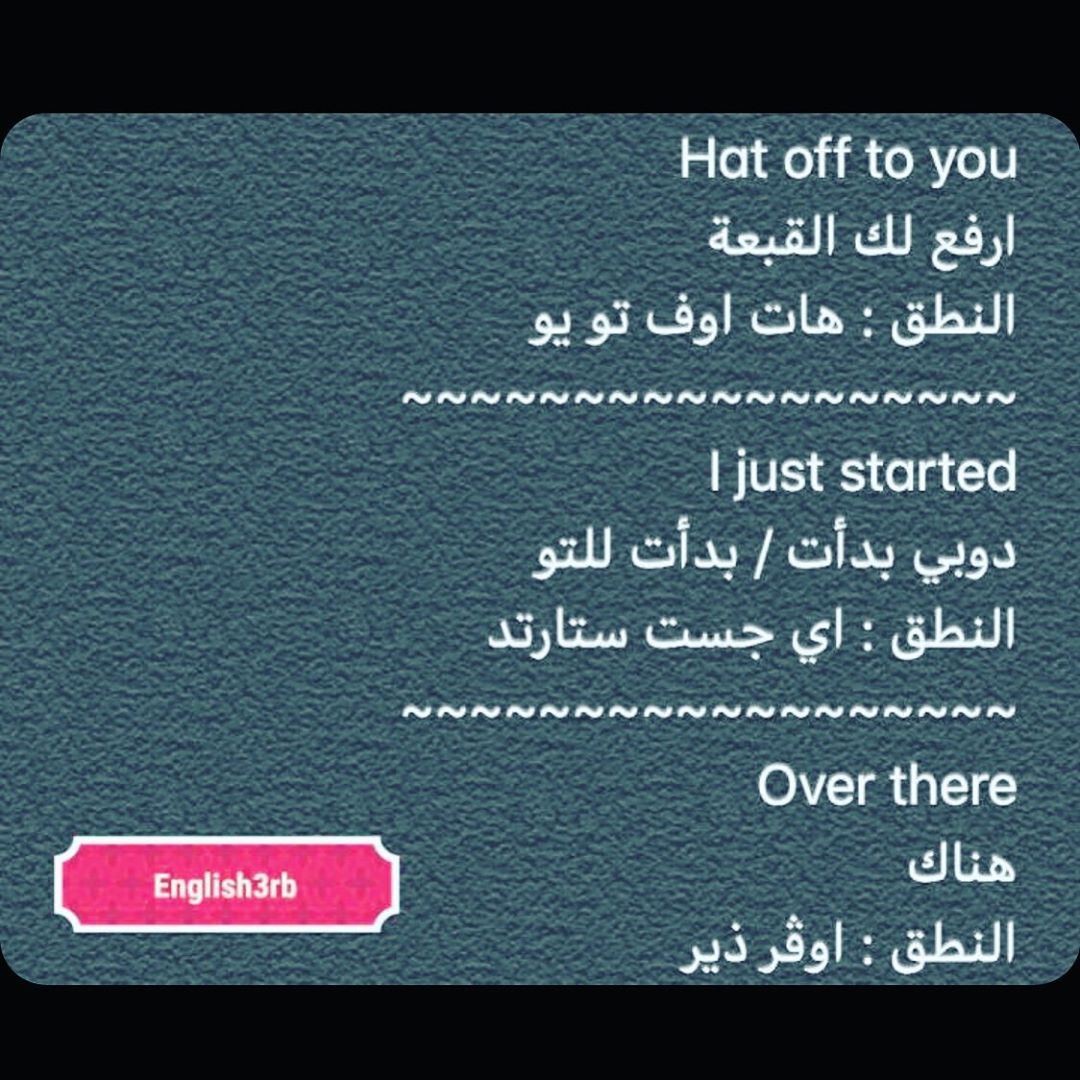 Hat off to you
ارفع لك القبعة
النطق : هات اوف تو يو
~~~~~~~~~~~~~~~~~~
I just started
دوبي بدأت / بدأت للتو
النطق : اي جست ستارتد
~~~~~~~~~~~~~~~~~~
Over there
هناك
النطق : اوڤر ذير
English3rb